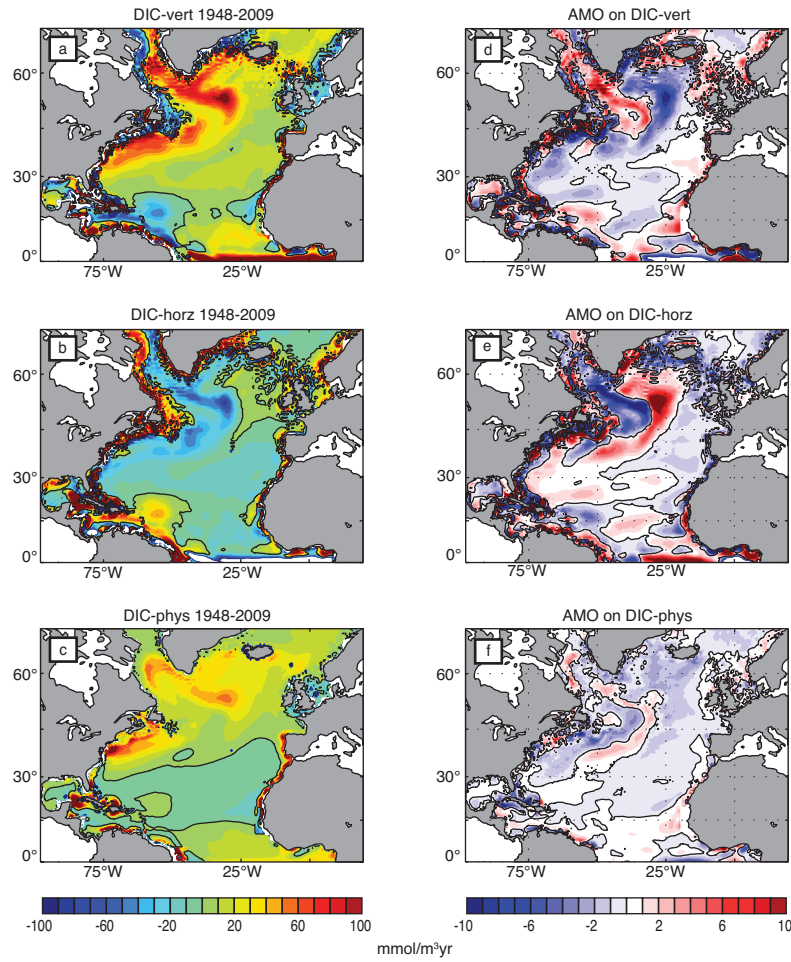 DIC-vert 1948-2009
AMO on DIC-vert
a
d
60°
60°
30°
30°
0°
0°
75°W
25°W
75°W
25°W
DIC-horz 1948-2009
AMO on DIC-horz
b
e
60°
60°
30°
30°
0°
0°
75°W
25°W
75°W
25°W
DIC-phys 1948-2009
AMO on DIC-phys
c
f
60°
60°
30°
30°
0°
0°
75°W
25°W
75°W
25°W
-100 -60 -20 20 60 100
-10 -6 -2 2 6 10
mmol/m³yr